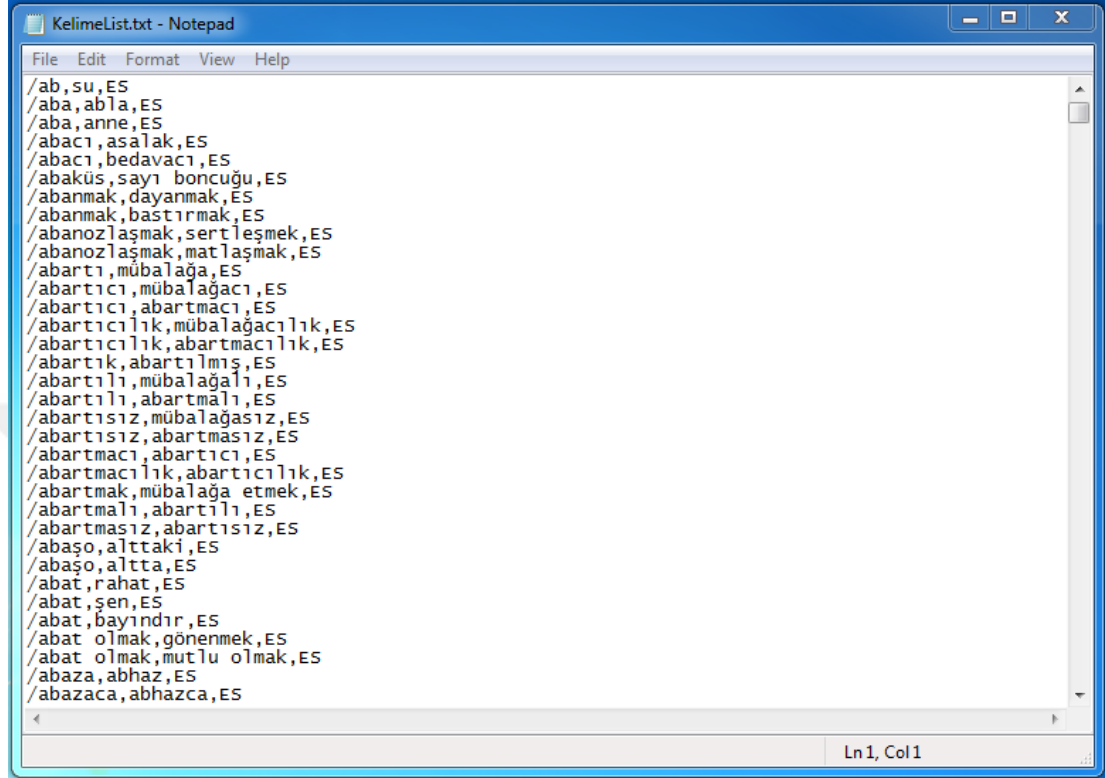 KelimeList.txt - Notepad
File Edit Format View Help
/ab,su,ES
/aba,abla,ES
/aba,anne,ES
/abacı,asalak,ES
/abacı,bedavacı,ES
/abaküs,sayı boncuğu,ES
/abanmak,dayanmak,ES
/abanmak,bastırmak,ES
/abanozlaşmak,sertleşmek,ES
/abanozlaşmak,matlaşmak,ES
/abartı,mübalağa,ES
/abartıcı,mübalağacı,ES
/abartıcı,abartmacı,ES
/abartıcılık,mübalağacılık,ES
/abartıcılık,abartmacılık,ES
/abartık,abartılmış,ES
/abartılı,mübalağalı,ES
/abartılı,abartmalı,ES
/abartısız,mübalağasız,ES
/abartısız,abartmasız,ES
/abartmacı,abartıcı,ES
/abartmacılık,abartıcılık,ES
/abartmak,mübalağa etmek,ES
/abartmalı,abartılı,ES
/abartmasız,abartısız,ES
/abaşo,alttaki,ES
/abaşo,altta,ES
/abat,rahat,ES
/abat,şen,ES
/abat,bayındır,ES
/abat olmak,gönenmek,ES
/abat olmak,mutlu olmak,ES
/abaza,abhaz,ES
/abazaca,abhazca,ES
Ln 1, Col 1